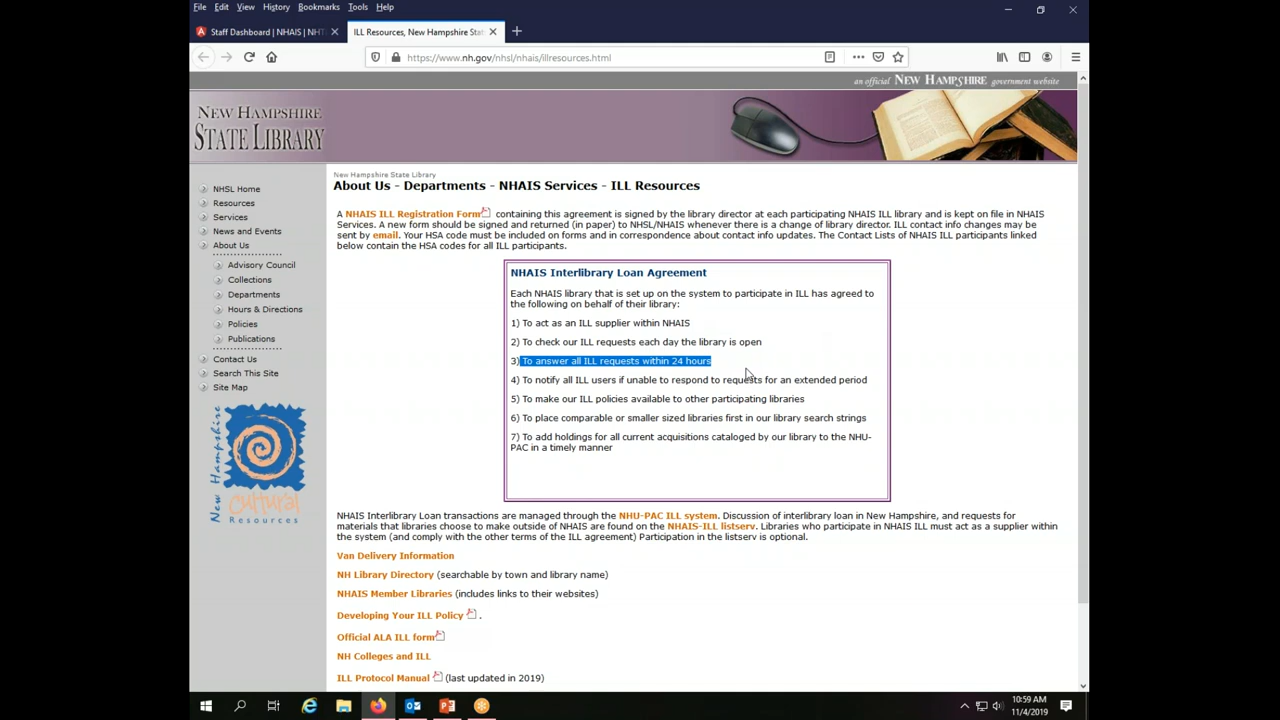 File Edit View History Bookmarks Tools Help
Staff Dashboard | NHAIS | NHT
ILL Resources, New Hampshire Stat
https://www.nh.gov/nhsl/nhais/illresources.html
an official NEW HAMPSHIRE government website
NEW HAMPSHIRE
STATE LIBRARY
NHSL Home
Resources
Services
News and Events
About Us
Advisory Council
Collections
Departments
Hours & Directions
Policies
Publications
Contact Us
Search This Site
Site Map
New Hampshire
Cultural
Resources
New Hampshire State Library
About Us - Departments - NHAIS Services - ILL Resources
A NHAIS ILL Registration Form containing this agreement is signed by the library director at each participating NHAIS ILL library and is kept on file in NHAIS
Services. A new form should be signed and returned (in paper) to NHSL/NHAIS whenever there is a change of library director. ILL contact info changes may be
sent by email. Your HSA code must be included on forms and in correspondence about contact info updates. The Contact Lists of NHAIS ILL participants linked
below contain the HSA codes for all ILL participants.
NHAIS Interlibrary Loan Agreement
Each NHAIS library that is set up on the system to participate in ILL has agreed to
the following on behalf of their library:
1) To act as an ILL supplier within NHAIS
2) To check our ILL requests each day the library is open
3) To answer all ILL requests within 24 hours
4) To notify all ILL users if unable to respond to requests for an extended period
5) To make our ILL policies available to other participating libraries
6) To place comparable or smaller sized libraries first in our library search strings
7) To add holdings for all current acquisitions cataloged by our library to the NHU-
PAC in a timely manner
NHAIS Interlibrary Loan transactions are managed through the NHU-PAC ILL system. Discussion of interlibrary loan in New Hampshire, and requests for
materials that libraries choose to make outside of NHAIS are found on the NHAIS-ILL listserv. Libraries who participate in NHAIS ILL must act as a supplier within
the system (and comply with the other terms of the ILL agreement) Participation in the listserv is optional.
Van Delivery Information
NH Library Directory (searchable by town and library name)
NHAIS Member Libraries (includes links to their websites)
Developing Your ILL Policy .
Official ALA ILL form
NH Colleges and ILL
ILL Protocol Manual (last updated in 2019)
10:59 AM
11/4/2019